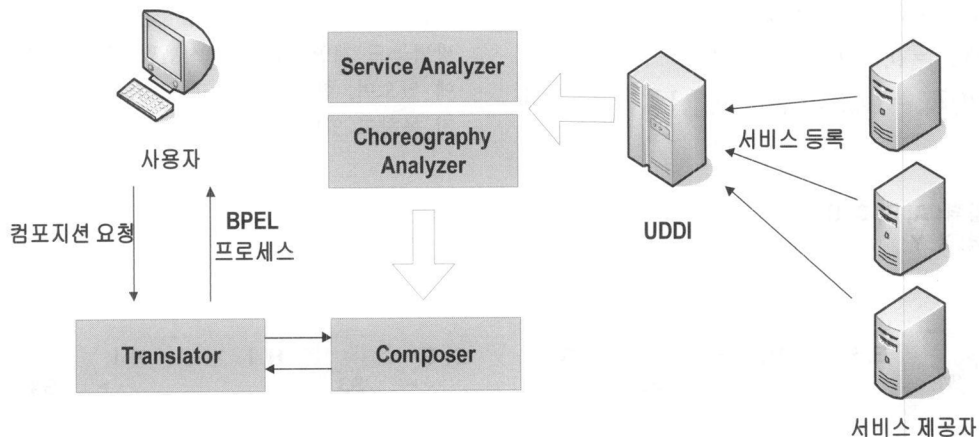 사용자
컴포지션 요청
BPEL
프로세스
Service Analyzer
Choreography
Analyzer
Translator
Composer
UDDI
서비스 등록
서비스 제공자